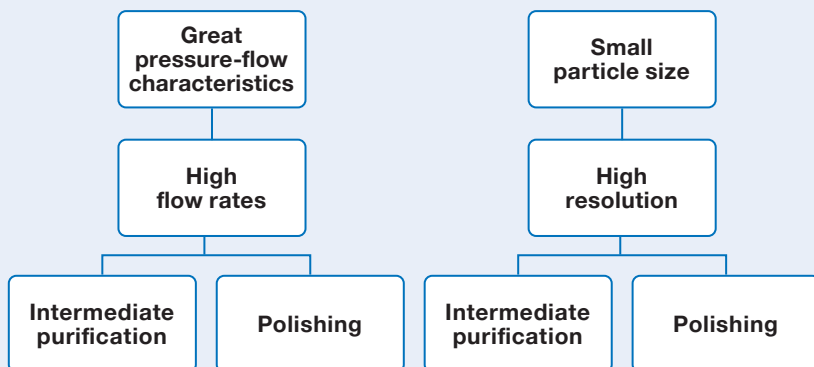 Great
pressure-flow
characteristics
Small
particle size
High
flow rates
High
resolution
Intermediate
purification
Polishing
Intermediate
purification
Polishing